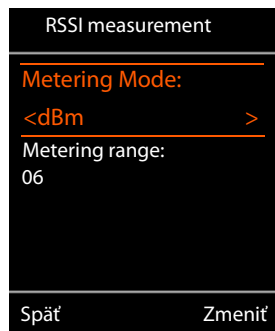 RSSI measurement
Metering Mode:
<dBm >
Metering range:
06
Späť Zmeniť